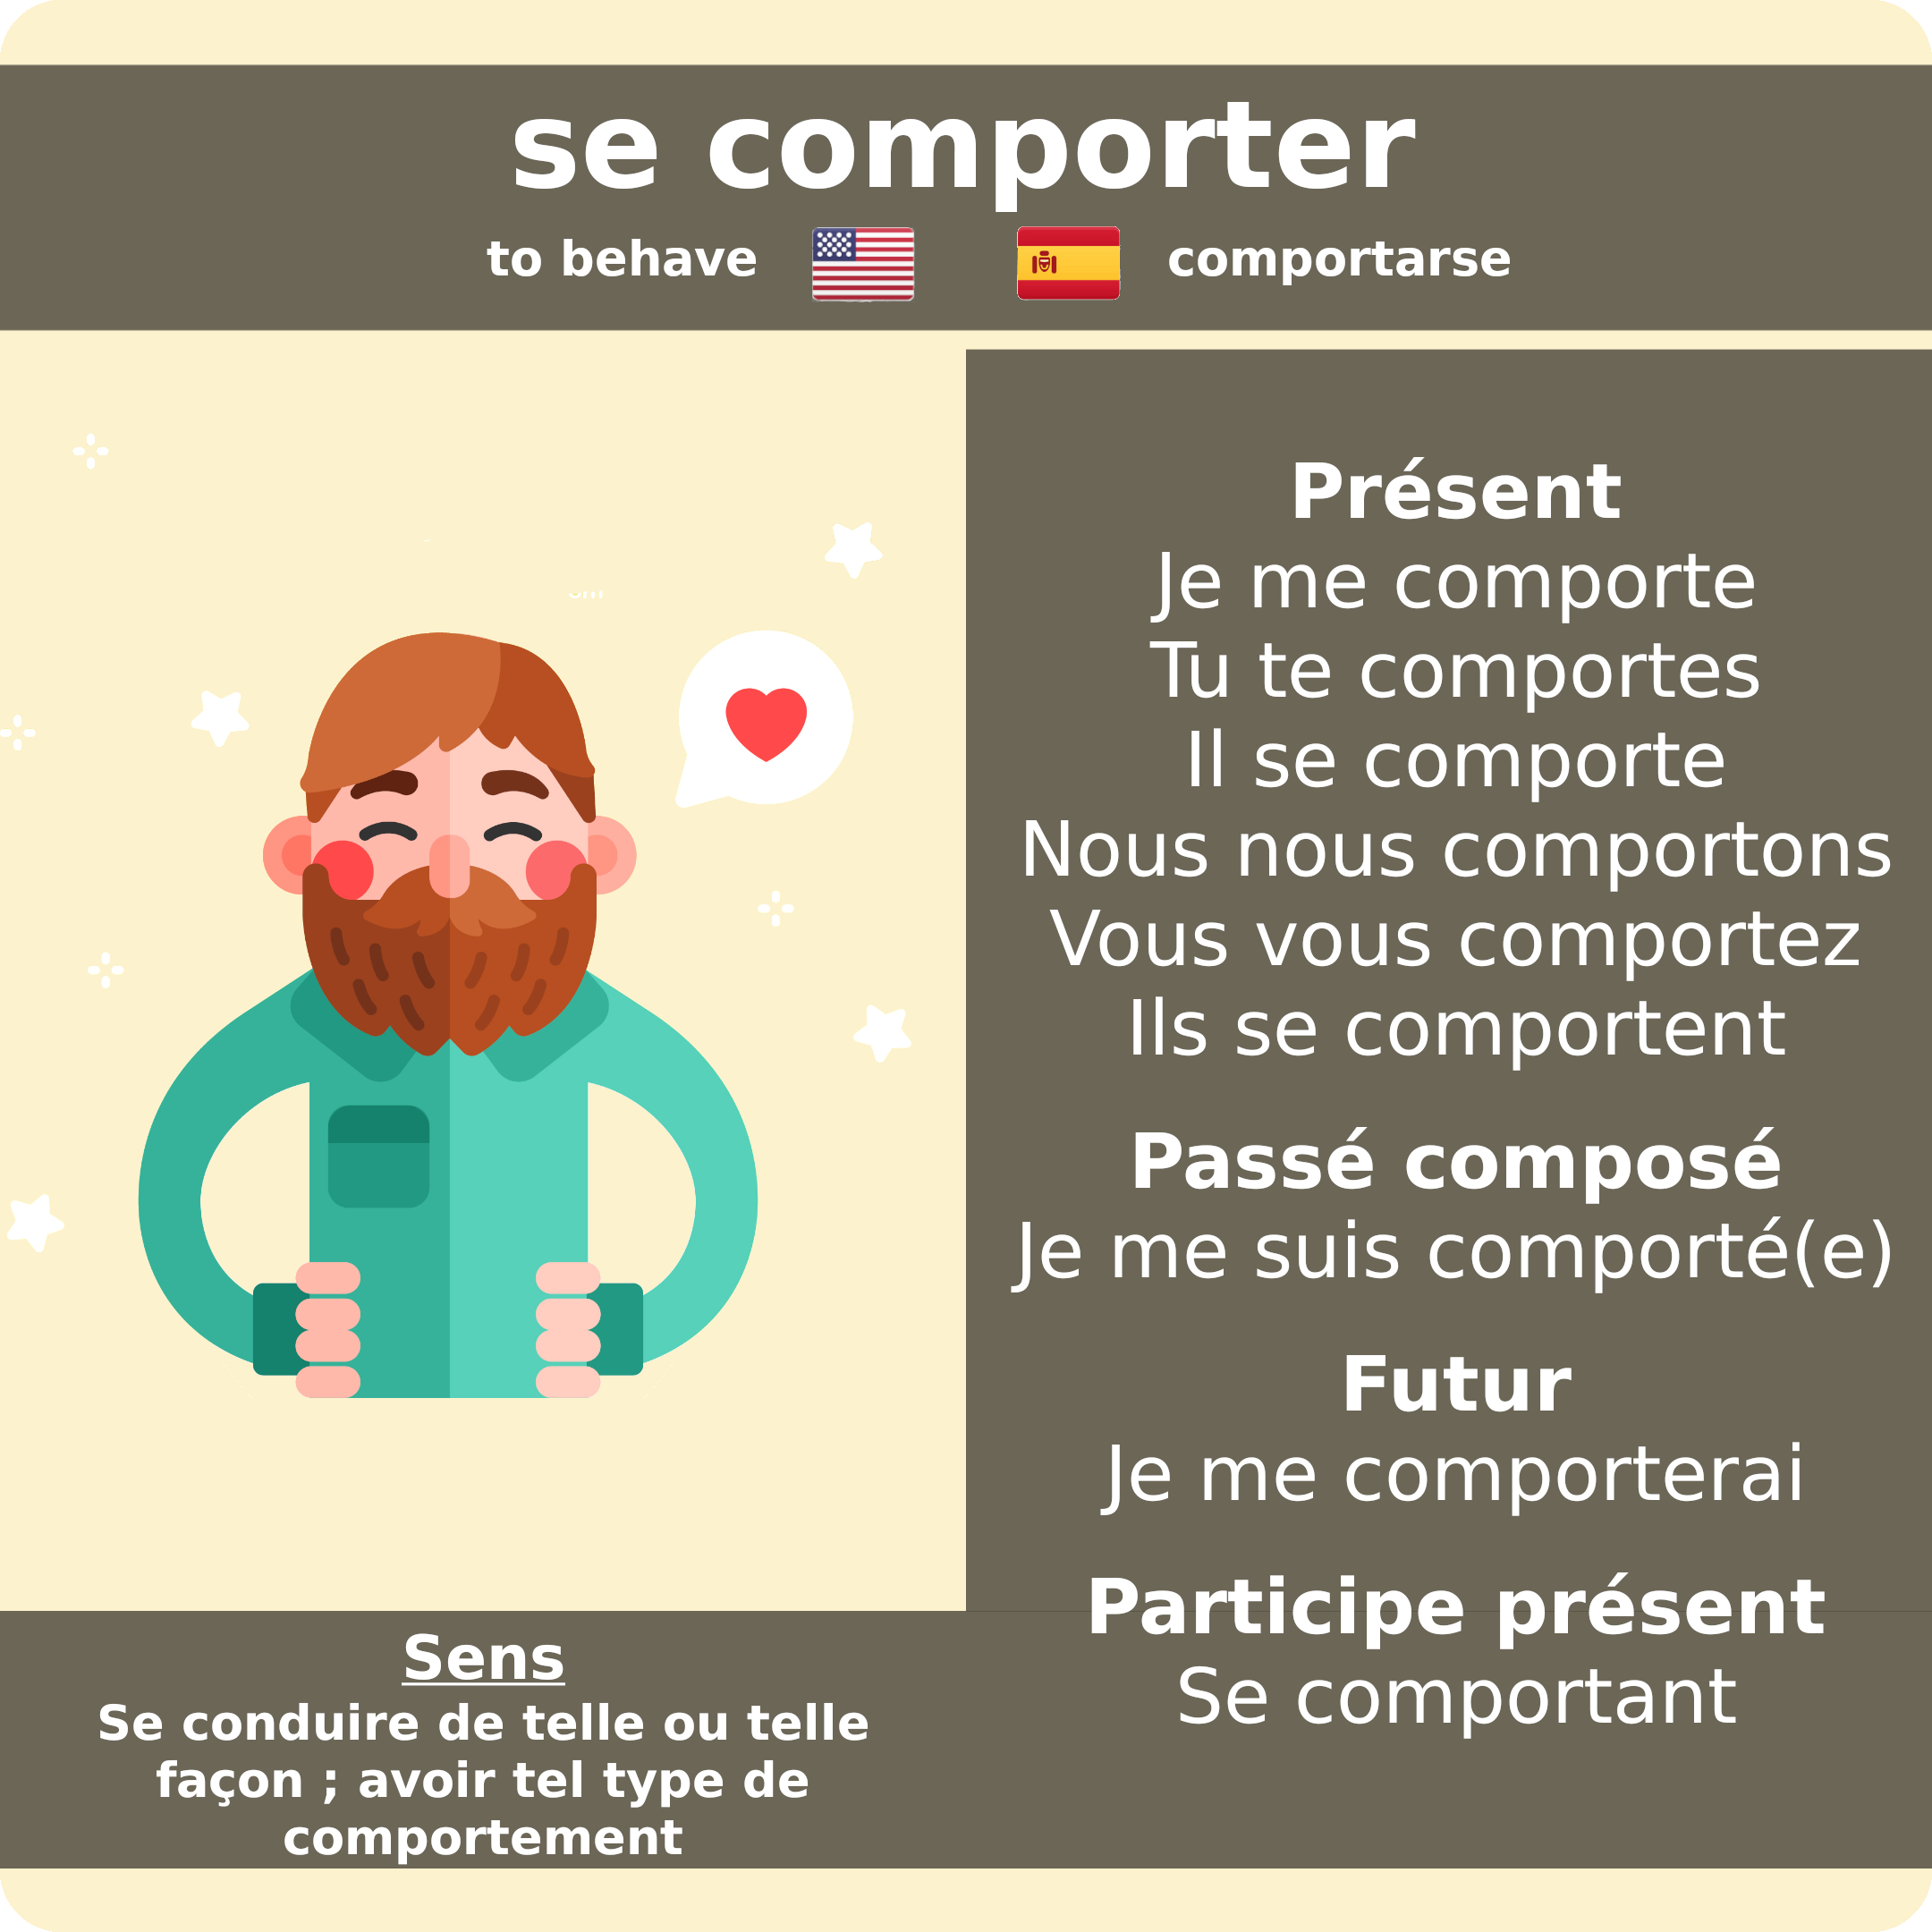 se comporter
to behave
comportarse
Présent
Je me comporte
Tu te comportes
Il se comporte
Nous nous comportons
Vous vous comportez
Ils se comportent
Passé composé
Je me suis comporté(e)
Futur
Je me comporterai
Participe présent
Se comportant
Sens
Se conduire de telle ou telle
façon ; avoir tel type de
comportement